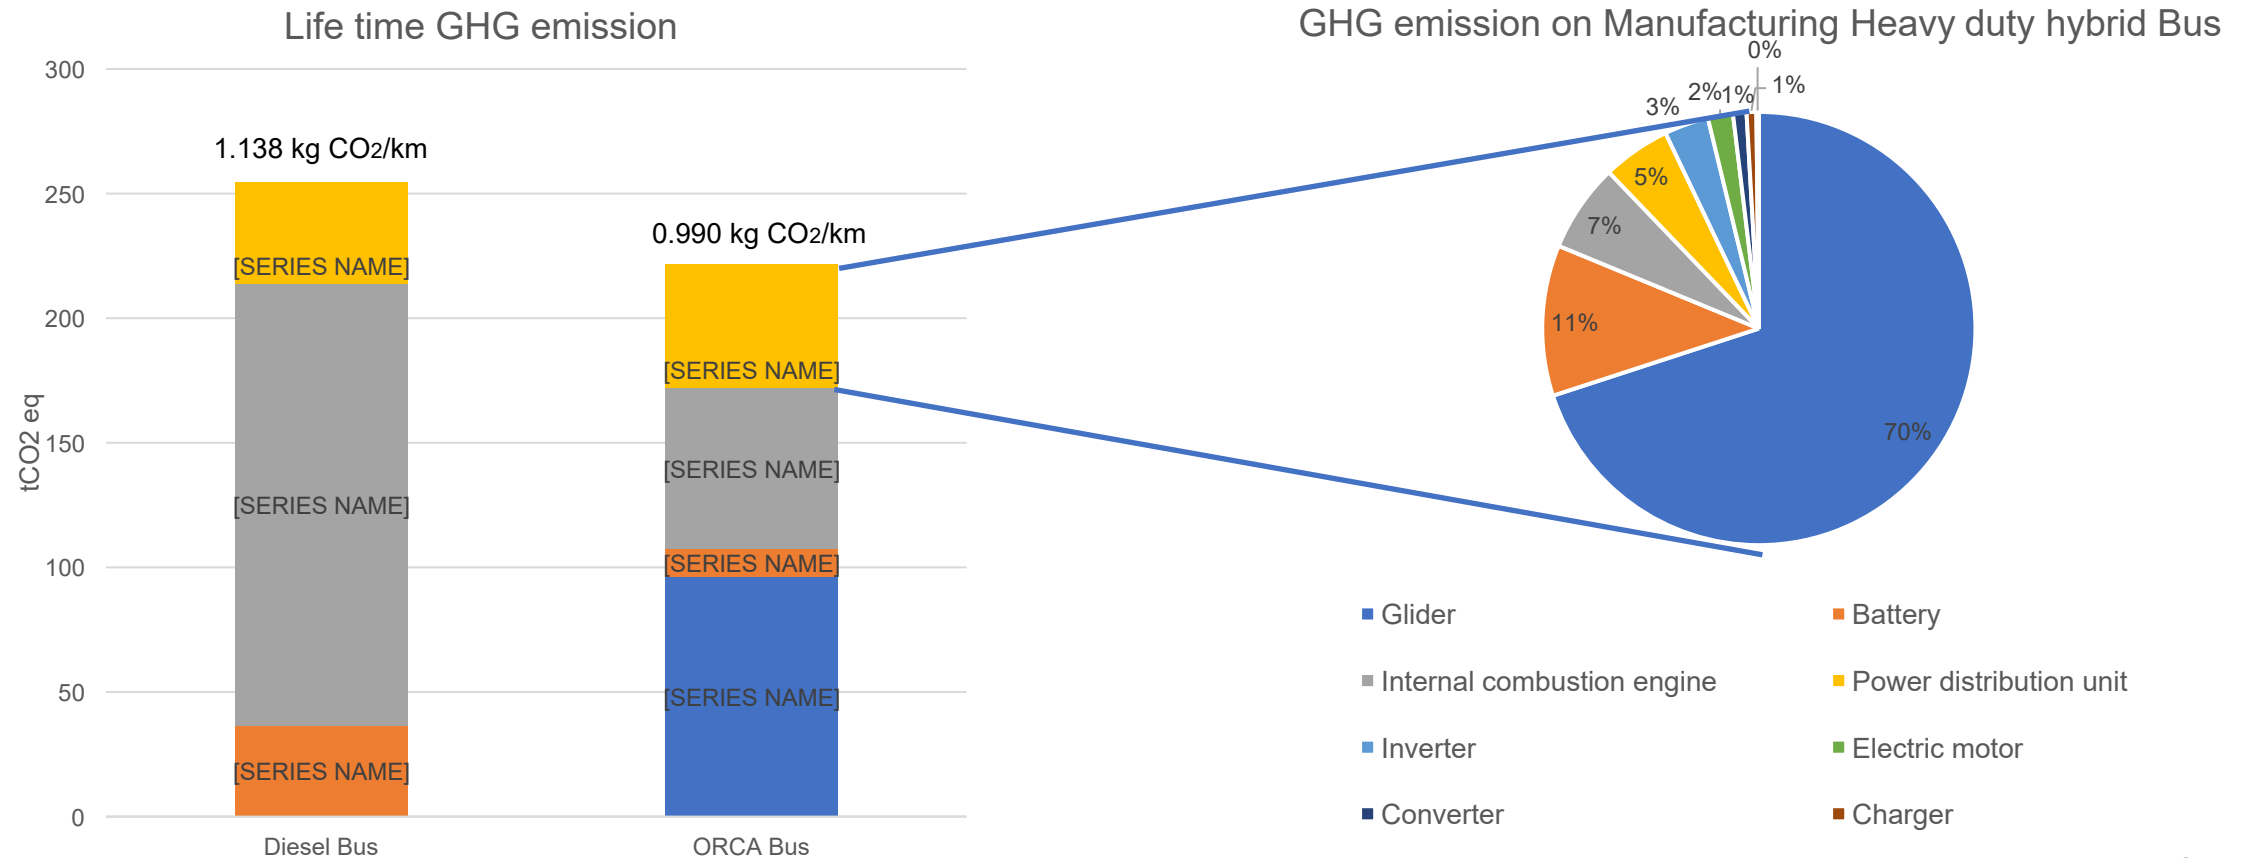 Life time GHG emission
300
250
200
150
100
50
0
tCO2 eq
1.138 kg CO2/km
[SERIES NAME]
[SERIES NAME]
[SERIES NAME]
0.990 kg CO2/km
[SERIES NAME]
[SERIES NAME]
[SERIES NAME]
[SERIES NAME]
Diesel Bus
ORCA Bus
GHG emission on Manufacturing Heavy duty hybrid Bus
0%
1%
1%
2%
3%
5%
7%
11%
70%
Glider
Battery
Internal combustion engine
Power distribution unit
Inverter
Electric motor
Converter
Charger